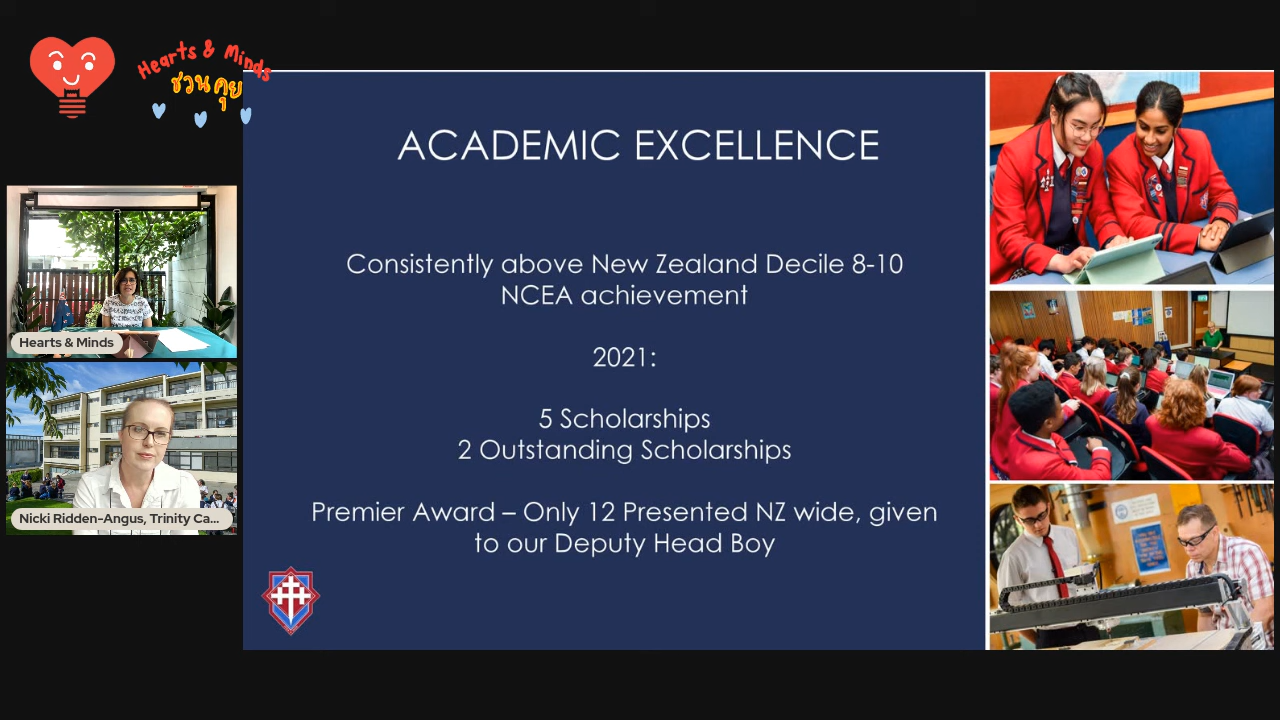 Hearts & Minds
ชวนคุย
ACADEMIC EXCELLENCE
Consistently above New Zealand Decile 8-10
NCEA achievement
2021:
5 Scholarships
2 Outstanding Scholarships
Premier Award – Only 12 Presented NZ wide, given
to our Deputy Head Boy
Hearts & Minds
Nicki Ridden-Angus, Trinity Ca...